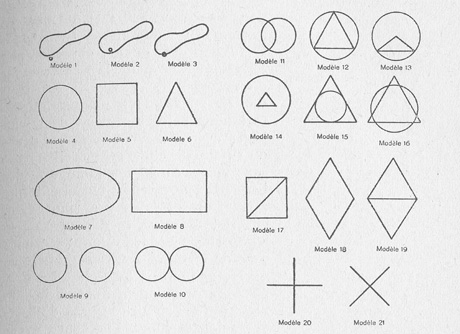 Modèle 1
Modèle 2
Modèle 3
Modèle 4
Modèle 5
Modèle 6
Modèle 7
Modèle 8
Modèle 9
Modèle 10
Modèle 11
Modèle 12
Modèle 13
Modèle 14
Modèle 15
Modèle 16
Modèle 17
Modèle 18
Modèle 19
Modèle 20
Modèle 21